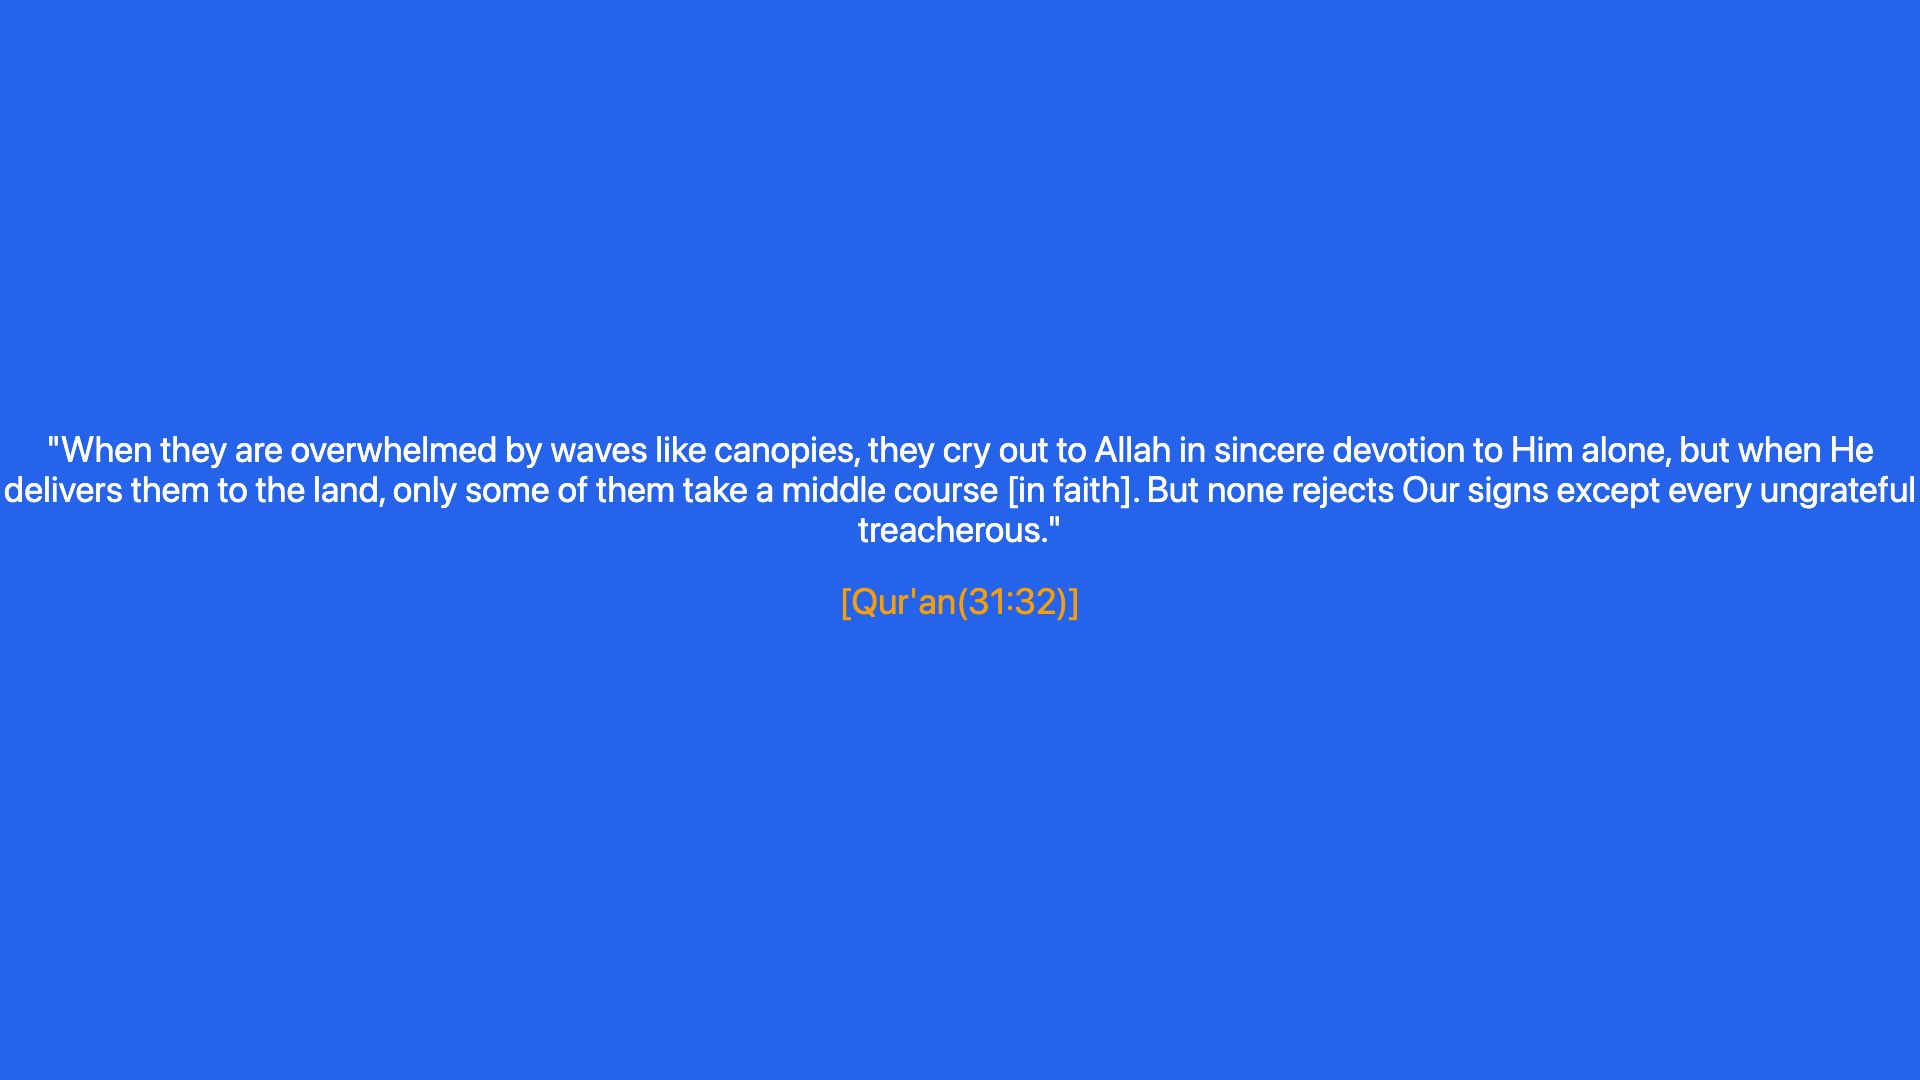 "When they are overwhelmed by waves like canopies, they cry out to Allah in sincere devotion to Him alone, but when He
delivers them to the land, only some of them take a middle course [in faith]. But none rejects Our signs except every ungrateful
treacherous."
[Qur'an(31:32)]